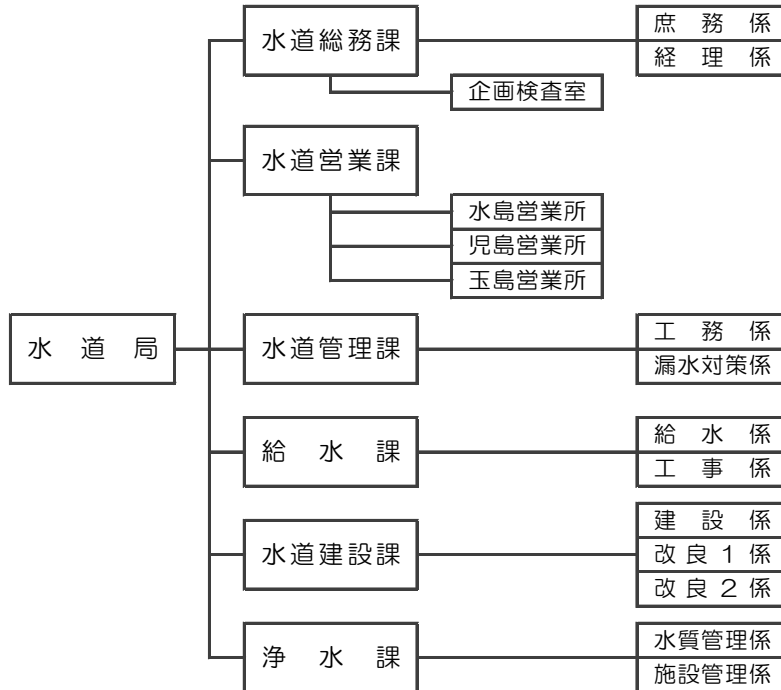 水道局
水道総務課
庶務係
経理係
企画検査室
水道営業課
水島営業所
児島営業所
玉島営業所
水道管理課
工務係
漏水対策係
給水課
給水係
工事係
水道建設課
建設係
改良1係
改良2係
浄水課
水質管理係
施設管理係